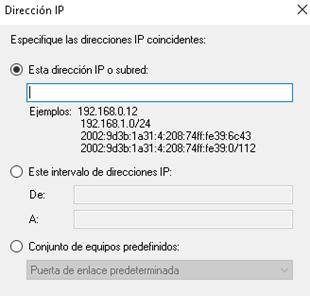 Dirección IP
Especifique las direcciones IP coincidentes:
Esta dirección IP o subred:
Ejemplos: 192.168.0.12
192.168.1.0/24
2002:9d3b:1a31:4:208:74ff:fe39:6c43
2002:9d3b:1a31:4:208:74ff:fe39:0/112
Este intervalo de direcciones IP:
De:
A:
Conjunto de equipos predefinidos:
Puerta de enlace predeterminada